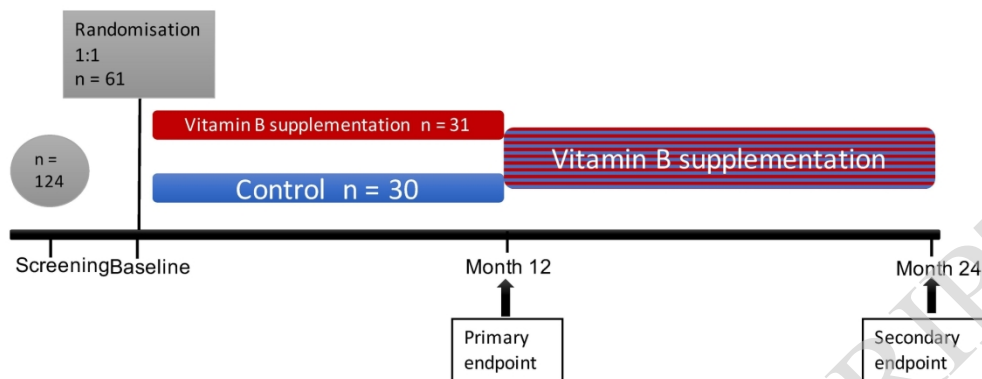 Randomisation
1:1
n = 61
n =
124
Vitamin B supplementation n = 31
Control n = 30
Vitamin B supplementation
Screening
Baseline
Month 12
Month 24
Primary
endpoint
Secondary
endpoint